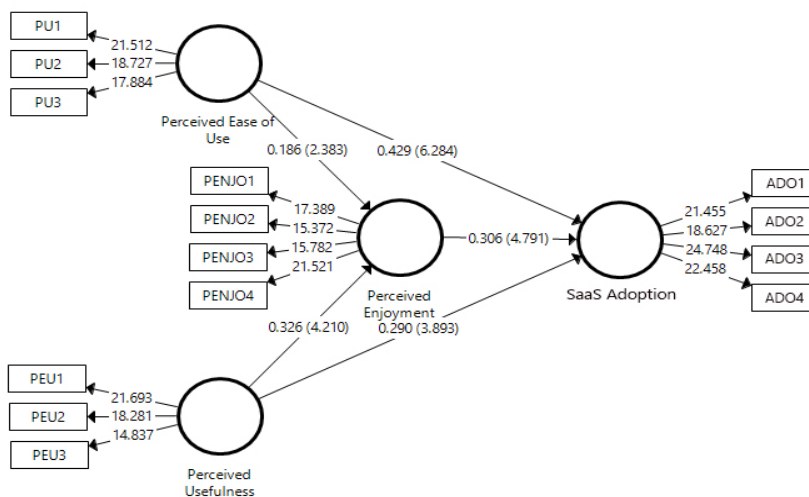 PU1
21.512
PU2
18.727
PU3
17.884
Perceived Ease of
Use
0.186 (2.383)
0.429 (6.284)
PENJO1
17.389
PENJO2
15.372
PENJO3
15.782
PENJO4
21.521
Perceived
Enjoyment
0.306 (4.791)
SaaS Adoption
21.455
ADO1
18.627
ADO2
24.748
ADO3
22.458
ADO4
0.326 (4.210)
0.290 (3.893)
PEU1
21.693
PEU2
18.281
PEU3
14.837
Perceived
Usefulness